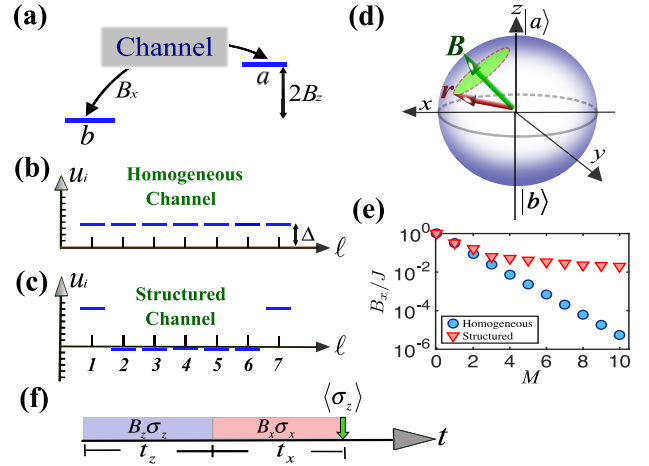 (a)
Channel
a
B_x
2B_z
b
(b)
u_i
Homogeneous
Channel
Δ
ℓ
(c)
u_i
Structured
Channel
ℓ
1 2 3 4 5 6 7
(d)
z |a⟩
B
r
x
y
|b⟩
(e)
B_x/J
10^0
10^-2
10^-4
10^-6
Homogeneous
Structured
0 2 4 6 8 10
M
(f)
⟨σ_z⟩
B_zσ_z B_xσ_x
t
t_z t_x